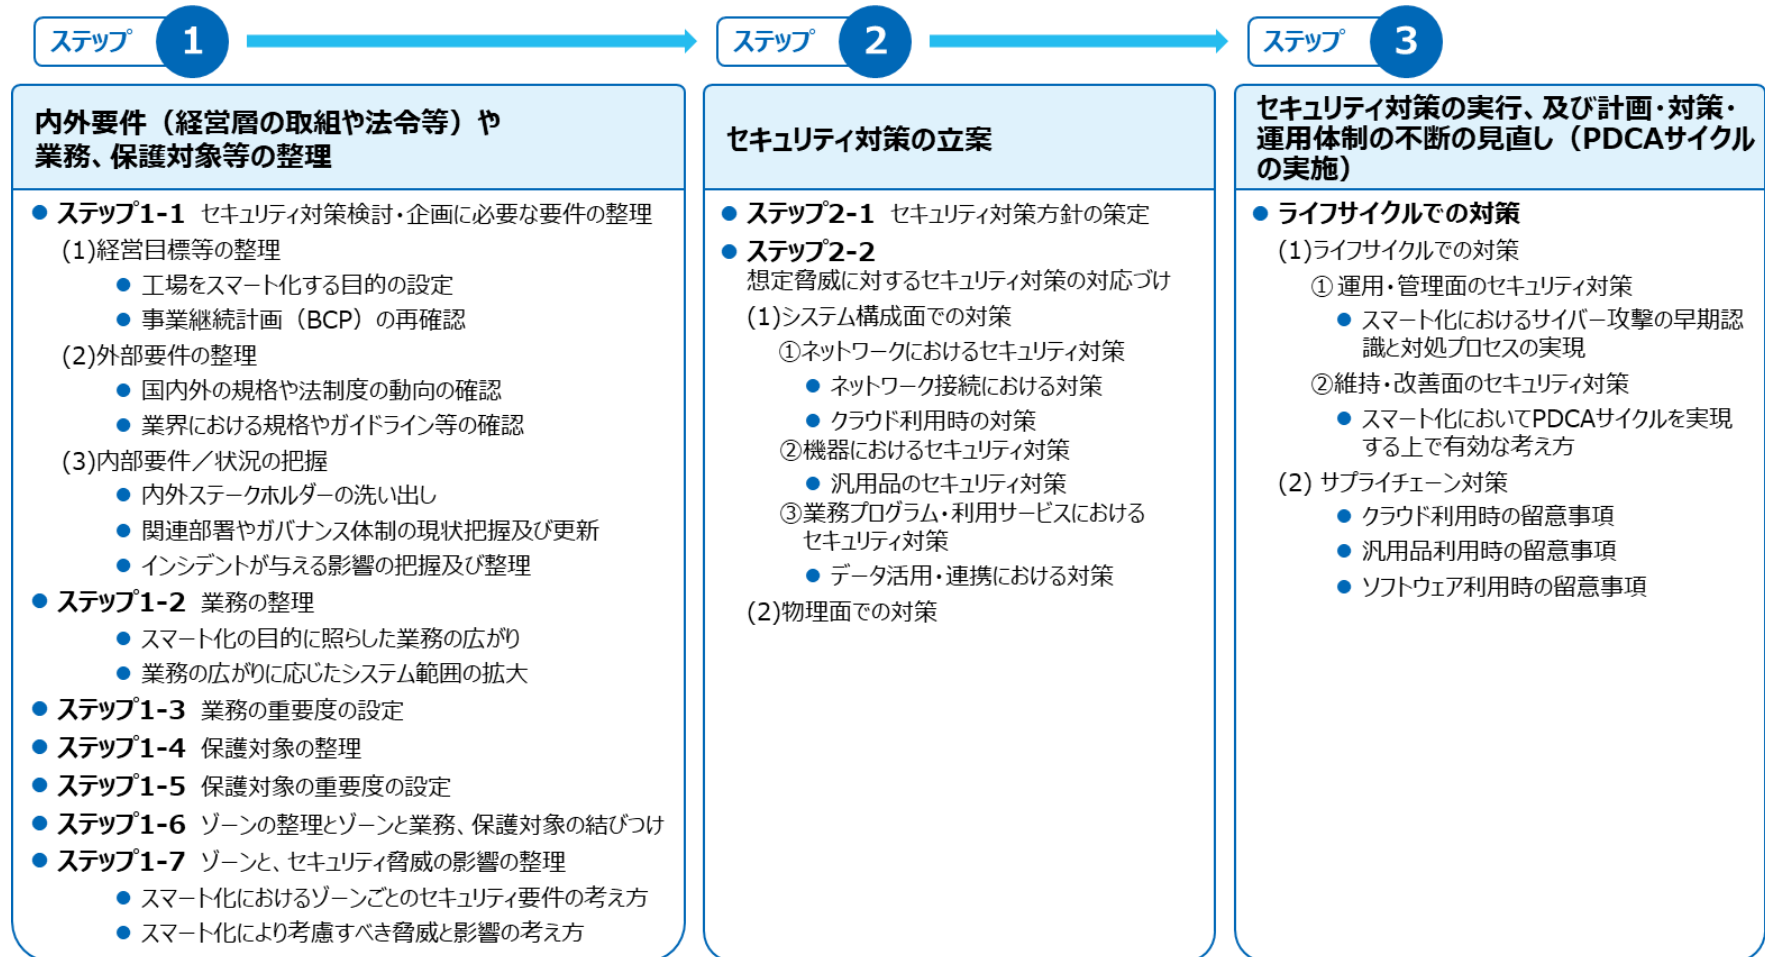 ステップ 1
内外要件（経営層の取組や法令等）や
業務、保護対象等の整理
● ステップ1-1 セキュリティ対策検討・企画に必要な要件の整理
(1)経営目標等の整理
● 工場をスマート化する目的の設定
● 事業継続計画（BCP）の再確認
(2)外部要件の整理
● 国内外の規格や法制度の動向の確認
● 業界における規格やガイドライン等の確認
(3)内部要件／状況の把握
● 内外ステークホルダーの洗い出し
● 関連部署やガバナンス体制の現状把握及び更新
● インシデントが与える影響の把握及び整理
● ステップ1-2 業務の整理
● スマート化の目的に照らした業務の広がり
● 業務の広がりに応じたシステム範囲の拡大
● ステップ1-3 業務の重要度の設定
● ステップ1-4 保護対象の整理
● ステップ1-5 保護対象の重要度の設定
● ステップ1-6 ゾーンの整理とゾーンと業務、保護対象の結びつけ
● ステップ1-7 ゾーンと、セキュリティ脅威の影響の整理
● スマート化におけるゾーンごとのセキュリティ要件の考え方
● スマート化により考慮すべき脅威と影響の考え方
ステップ 2
セキュリティ対策の立案
● ステップ2-1 セキュリティ対策方針の策定
● ステップ2-2
想定脅威に対するセキュリティ対策の対応づけ
(1)システム構成面での対策
①ネットワークにおけるセキュリティ対策
● ネットワーク接続における対策
● クラウド利用時の対策
②機器におけるセキュリティ対策
● 汎用品のセキュリティ対策
③業務プログラム・利用サービスにおける
セキュリティ対策
● データ活用・連携における対策
(2)物理面での対策
ステップ 3
セキュリティ対策の実行、及び計画・対策・
運用体制の不断の見直し（PDCAサイクル
の実施）
● ライフサイクルでの対策
(1)ライフサイクルでの対策
① 運用・管理面のセキュリティ対策
● スマート化におけるサイバー攻撃の早期認
識と対処プロセスの実現
②維持・改善面のセキュリティ対策
● スマート化においてPDCAサイクルを実現
する上で有効な考え方
(2) サプライチェーン対策
● クラウド利用時の留意事項
● 汎用品利用時の留意事項
● ソフトウェア利用時の留意事項